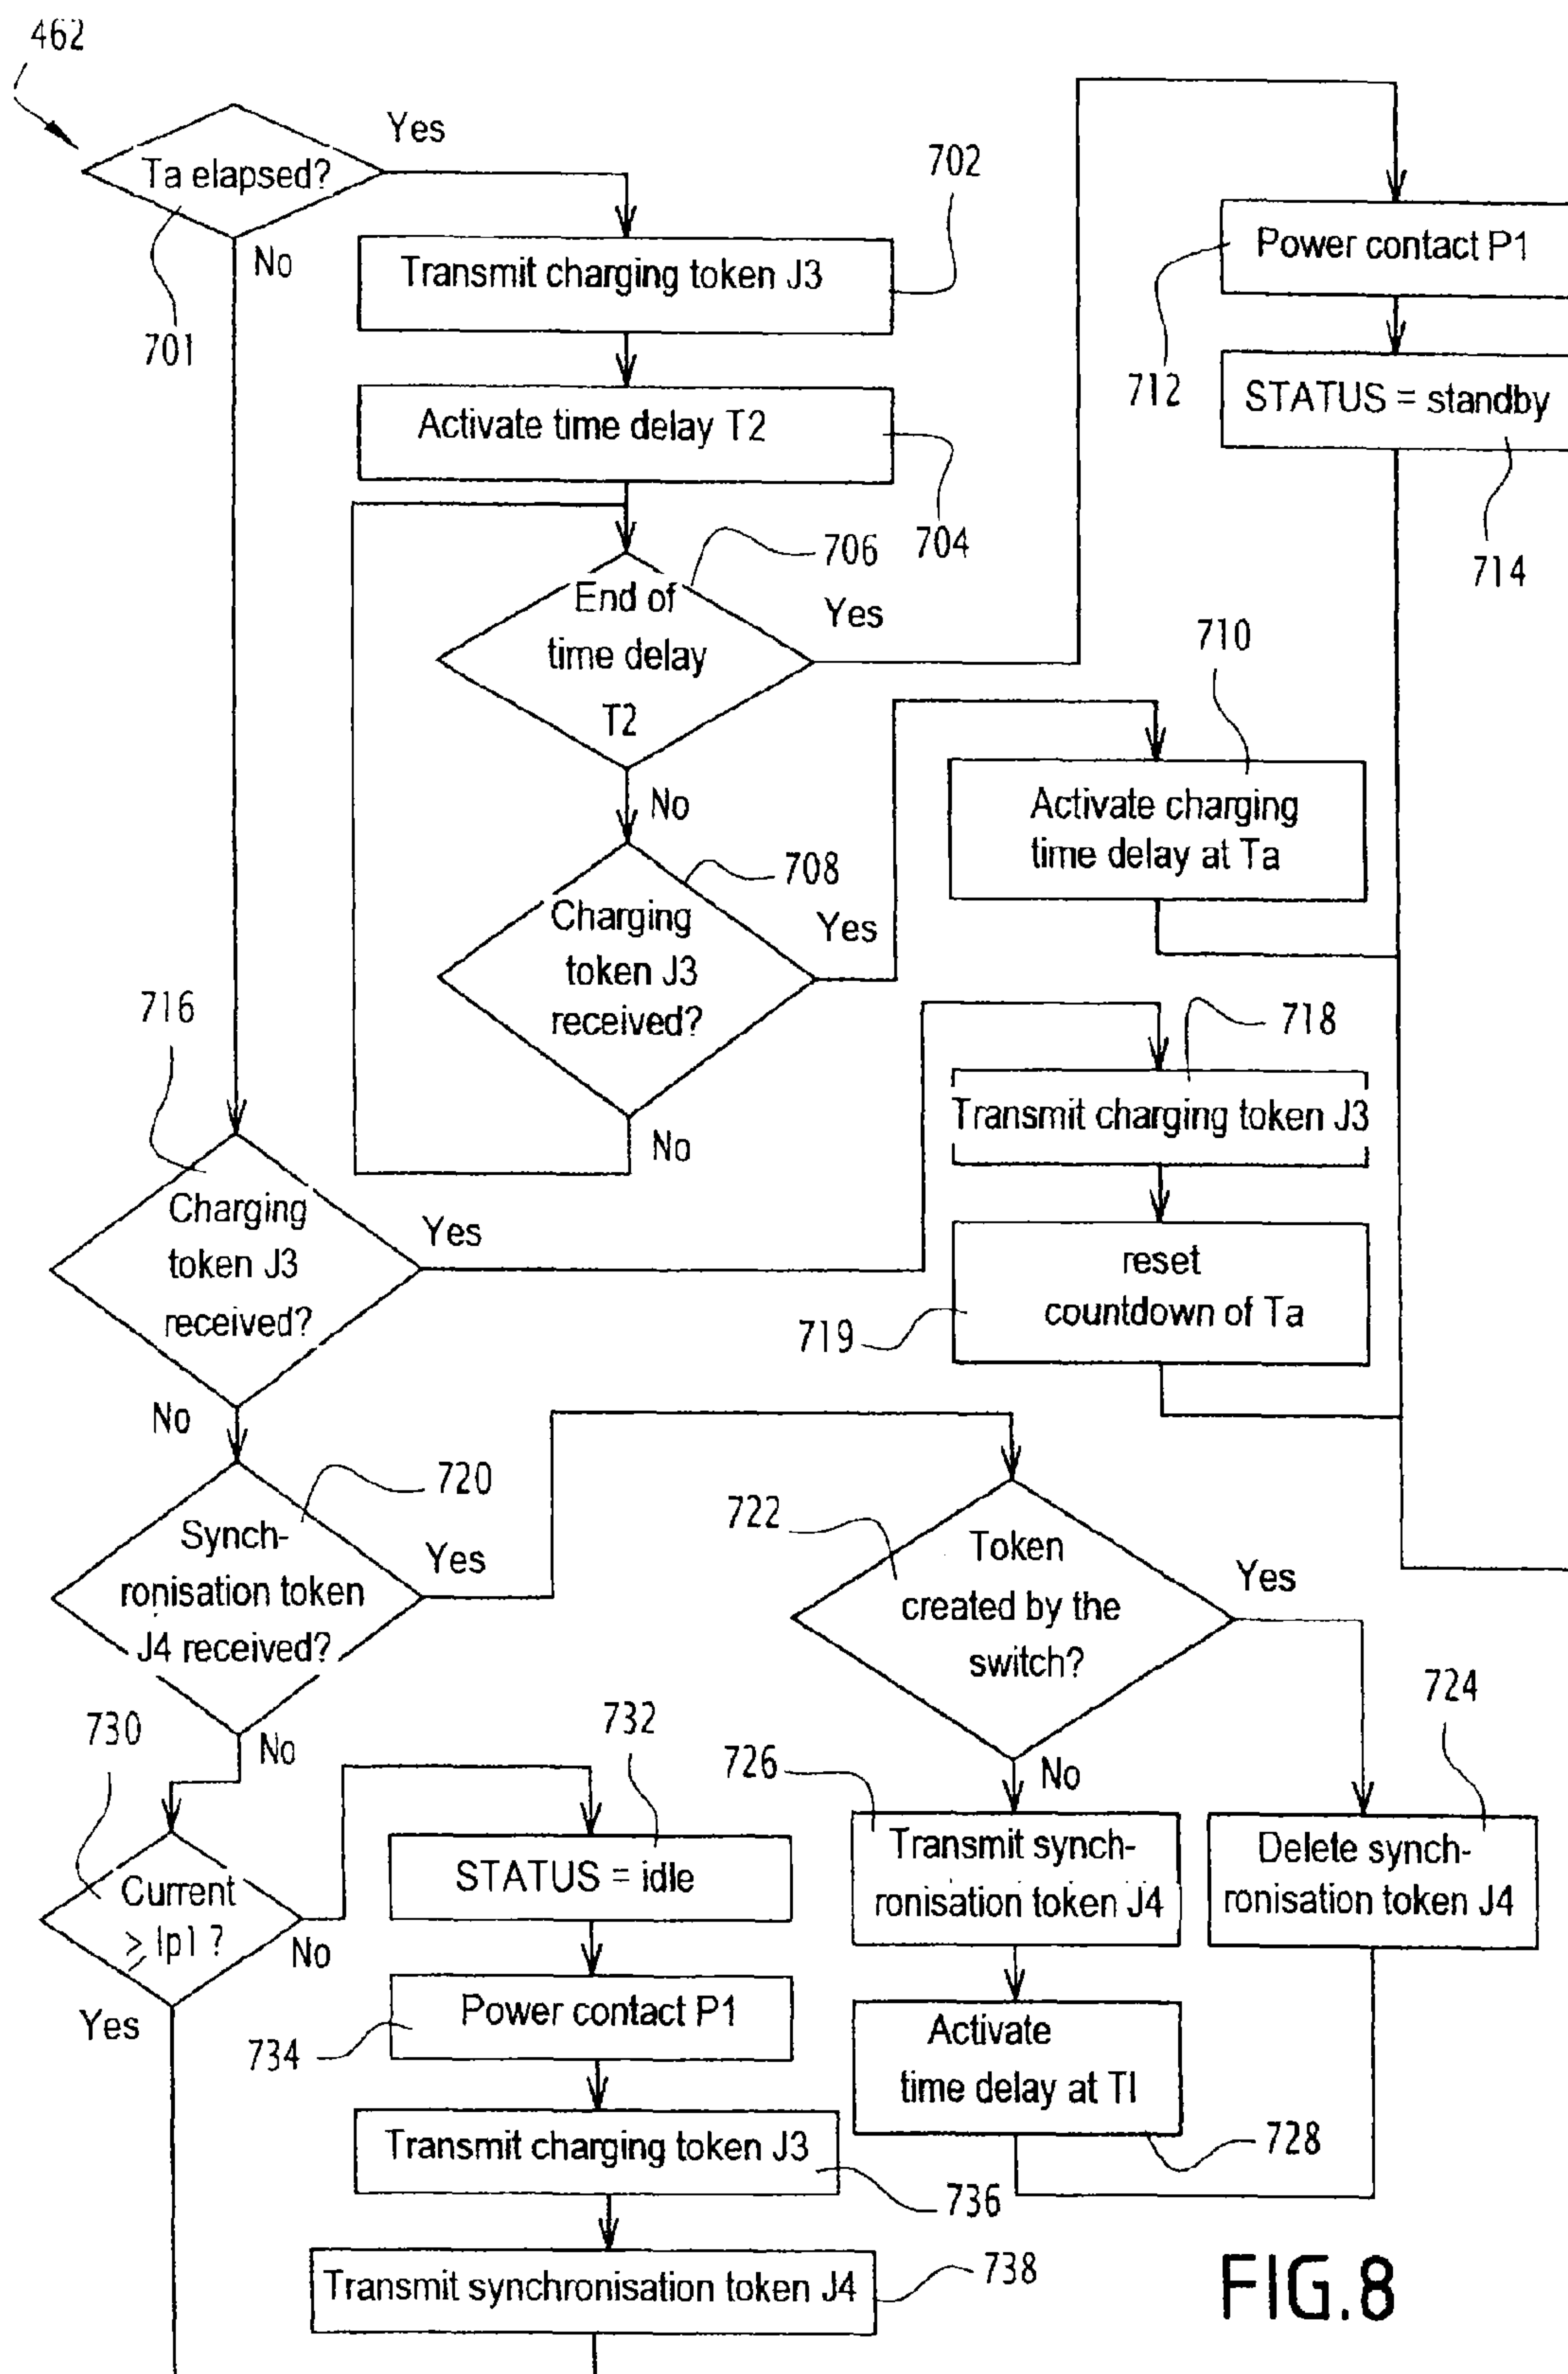 462
Ta elapsed?
Yes
No
701
702
Transmit charging token J3
Activate time delay T2
704
706
End of
time delay
T2
Yes
No
708
Charging
token J3
received?
Yes
No
Power contact P1
712
STATUS = standby
714
710
Activate charging
time delay at Ta
716
Charging
token J3
received?
Yes
No
718
Transmit charging token J3
reset
countdown of Ta
719
720
Synch-
ronisation token
J4 received?
Yes
No
722
Token
created by the
switch?
Yes
No
724
Delete synch-
ronisation token J4
726
Transmit synch-
ronisation token J4
Activate
time delay at Tl
728
730
Current
> Ip1 ?
No
Yes
732
STATUS = idle
Power contact P1
734
Transmit charging token J3
736
Transmit synchronisation token J4
738
FIG.8